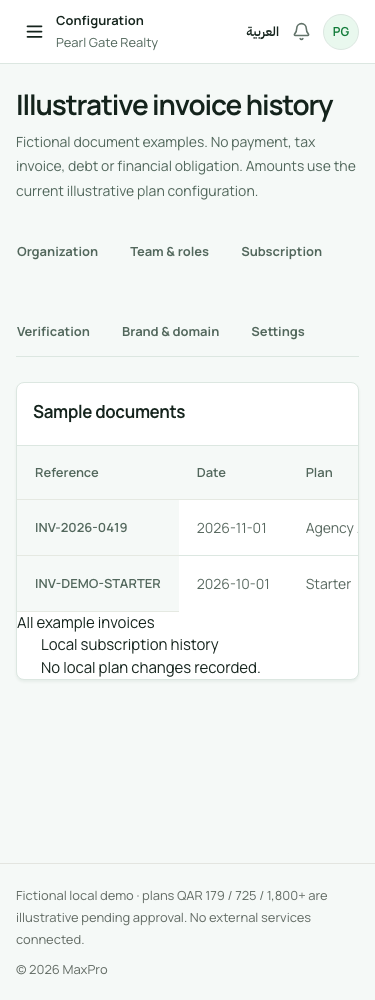 Configuration
Pearl Gate Realty
العربية
PG
Illustrative invoice history
Fictional document examples. No payment, tax
invoice, debt or financial obligation. Amounts use the
current illustrative plan configuration.
Organization Team & roles Subscription
Verification Brand & domain Settings
Sample documents
Reference Date Plan
INV-2026-0419 2026-11-01 Agency
INV-DEMO-STARTER 2026-10-01 Starter
All example invoices
Local subscription history
No local plan changes recorded.
Fictional local demo · plans QAR 179 / 725 / 1,800+ are
illustrative pending approval. No external services
connected.
© 2026 MaxPro